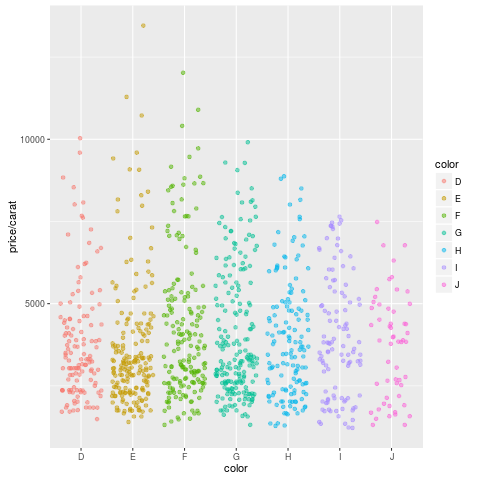 price/carat
10000
5000
D E F G H I J
color
color
D
E
F
G
H
I
J